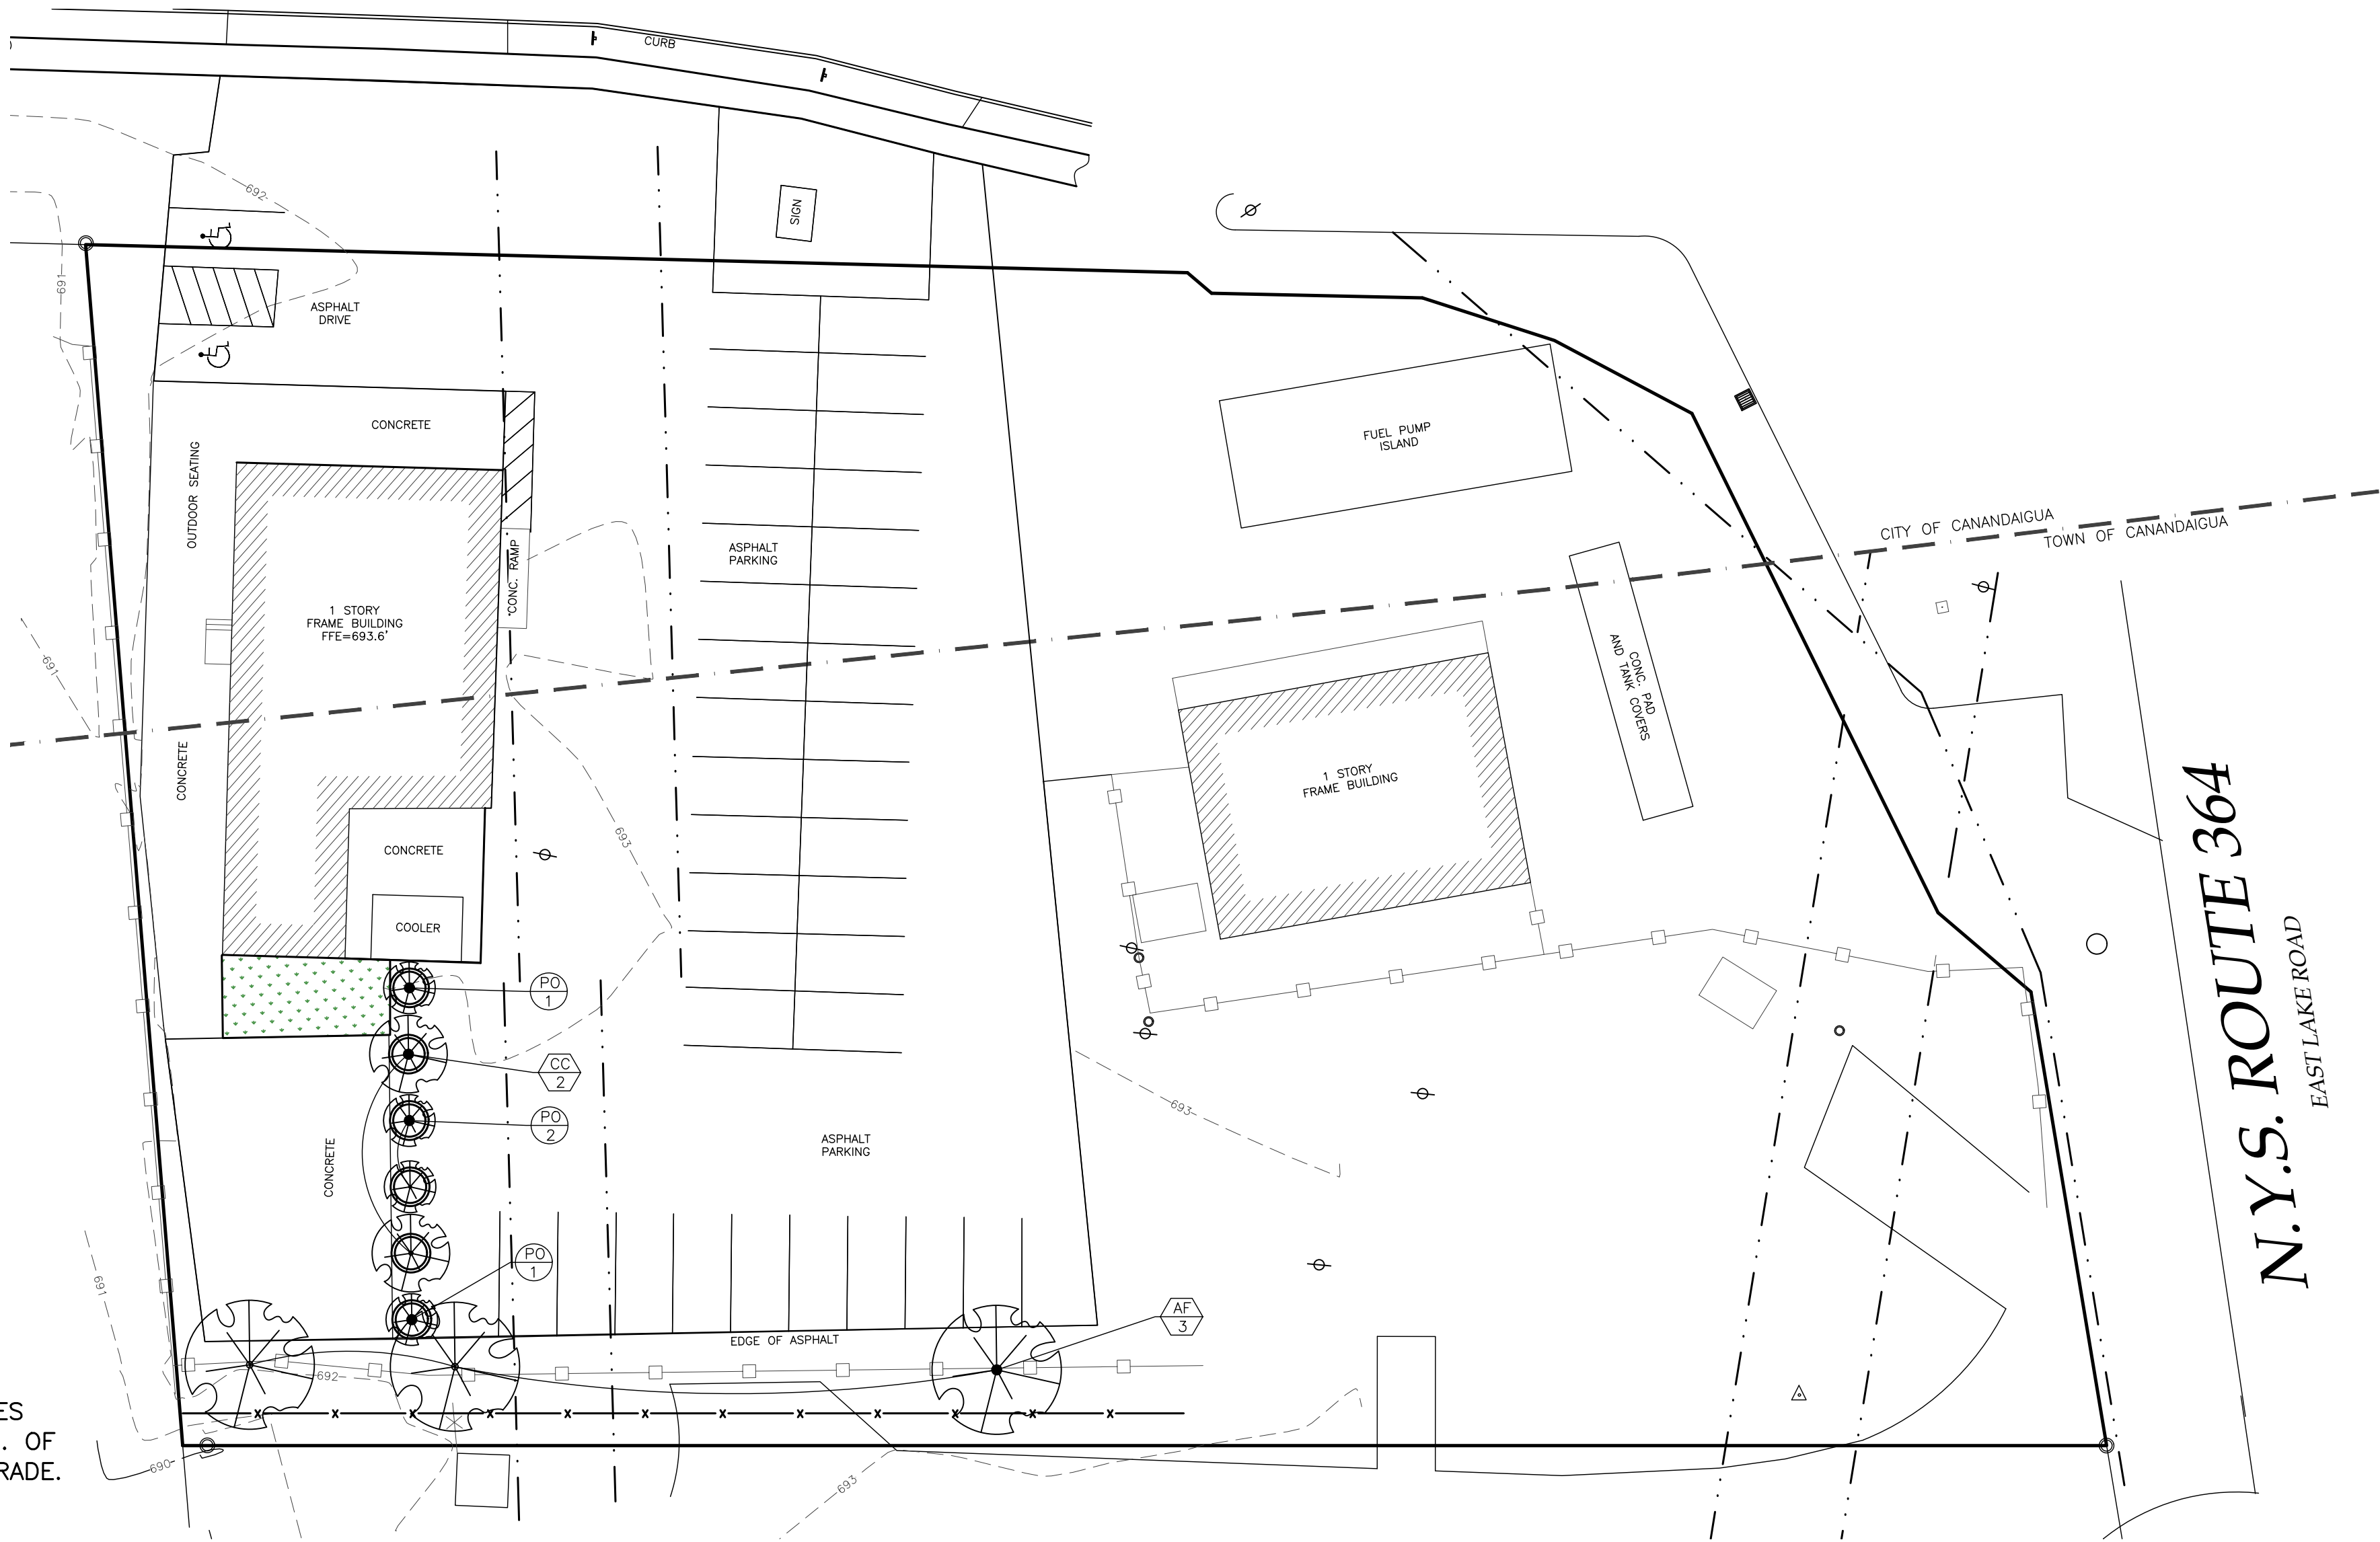 CURB
692
SIGN
691
ASPHALT
DRIVE
CONCRETE
OUTDOOR SEATING
CONC. RAMP
FUEL PUMP
ISLAND
CITY OF CANANDAIGUA
TOWN OF CANANDAIGUA
ASPHALT
PARKING
1 STORY
FRAME BUILDING
FFE=693.6'
691
CONC. PAD
AND TANK COVERS
CONCRETE
1 STORY
FRAME BUILDING
693
CONCRETE
COOLER
N.Y.S. ROUTE 364
EAST LAKE ROAD
PO
1
CC
2
693
PO
2
CONCRETE
ASPHALT
PARKING
PO
1
691
AF
3
EDGE OF ASPHALT
692
ES
. OF
RADE.
690
693
x x x x x x x x x x x x